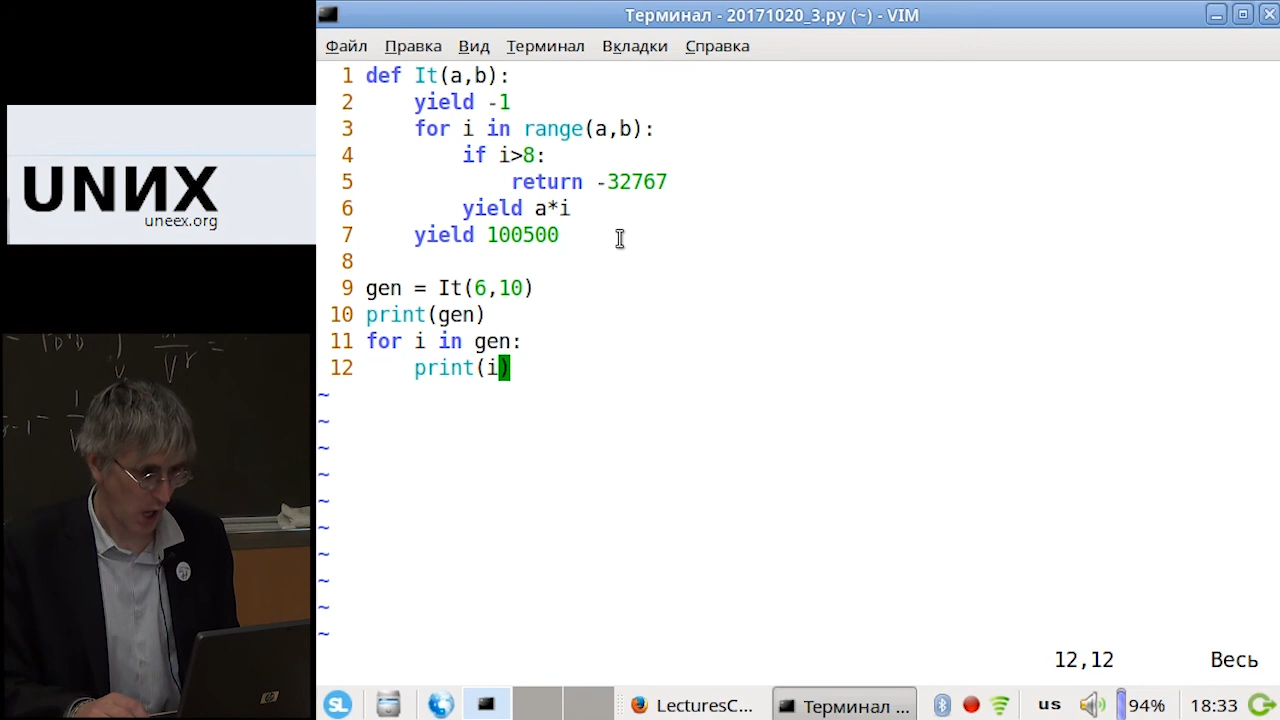 Терминал - 20171020_3.py (~) - VIM
Файл Правка Вид Терминал Вкладки Справка
UNИX
uneex.org
1 def It(a,b):
2     yield -1
3     for i in range(a,b):
4         if i>8:
5             return -32767
6         yield a*i
7     yield 100500
8
9 gen = It(6,10)
10 print(gen)
11 for i in gen:
12     print(i)
~
~
~
~
~
~
~
~
~
~
12,12 Весь
SL LecturesC... Терминал ... us 94% 18:33
hp